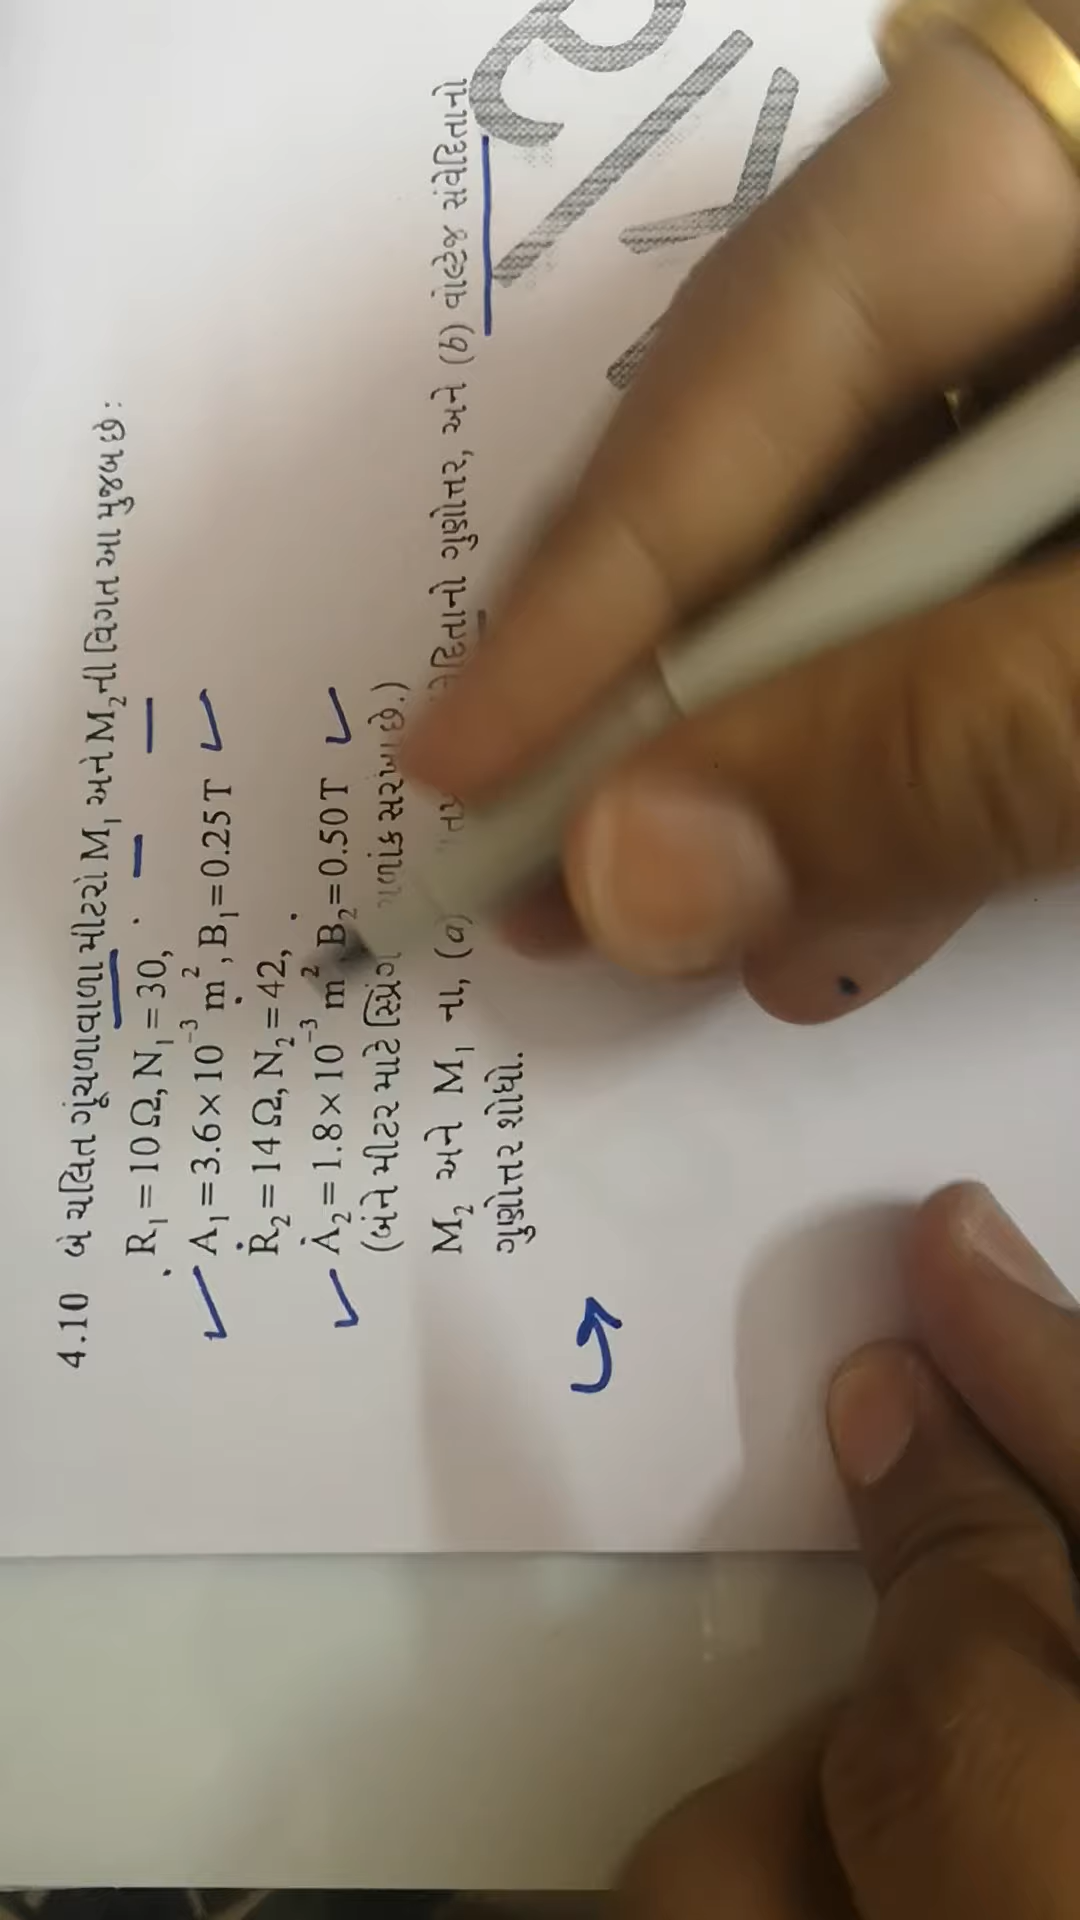 4.10 બે ચલિત ગૂંચળાવાળા મીટરો M₁ અને M₂ની વિગત આ મુજબ છે:
R₁ = 10 Ω, N₁ = 30,
A₁ = 3.6 × 10⁻³ m², B₁ = 0.25 T
R₂ = 14 Ω, N₂ = 42,
A₂ = 1.8 × 10⁻³ m² B₂ = 0.50 T
(બંને મીટર માટે સ્પ્રિંગ સરખા છે.)
M₂ અને M₁ ના, (a) ગુણોત્તર, અને (b) વોલ્ટેજ સંવેદિતાનો
ગુણોત્તર શોધો.